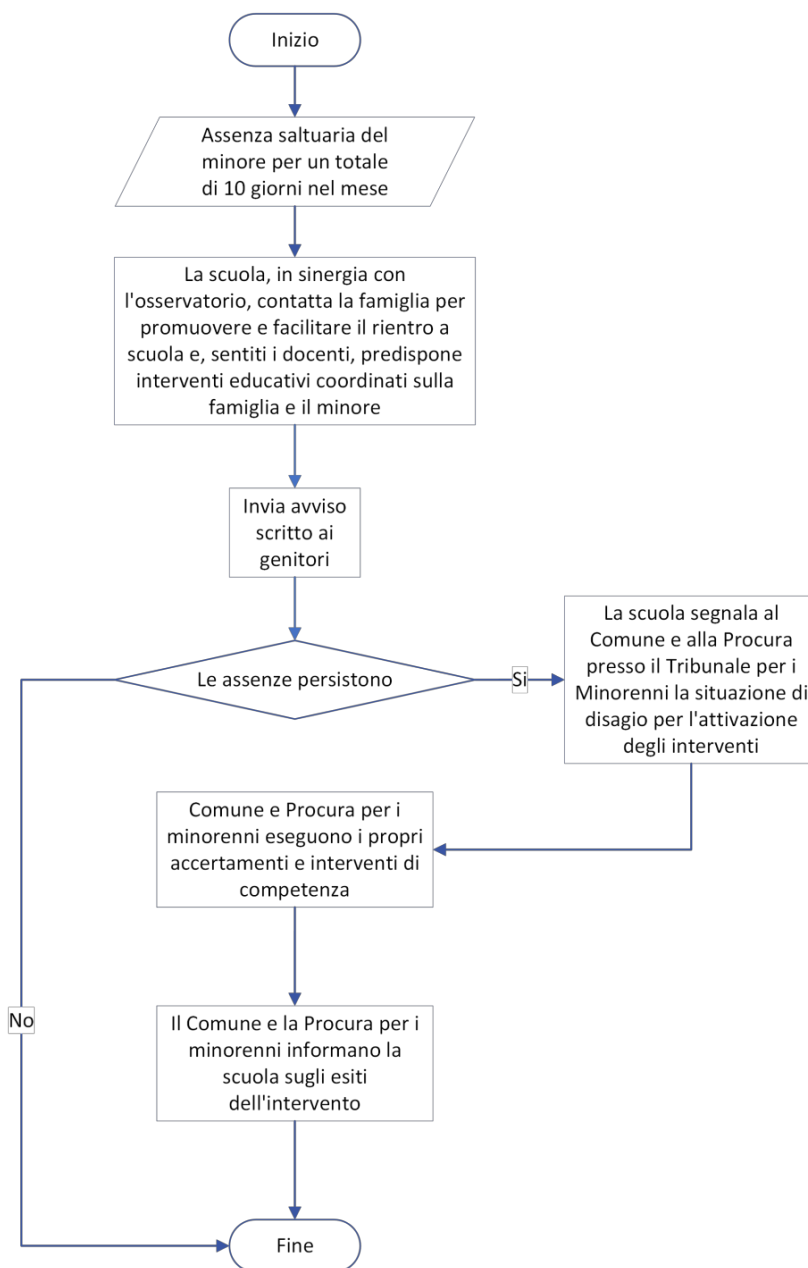 Inizio
Assenza saltuaria del
minore per un totale
di 10 giorni nel mese
La scuola, in sinergia con
l'osservatorio, contatta la famiglia per
promuovere e facilitare il rientro a
scuola e, sentiti i docenti, predispone
interventi educativi coordinati sulla
famiglia e il minore
Invia avviso
scritto ai
genitori
Le assenze persistono
Si
La scuola segnala al
Comune e alla Procura
presso il Tribunale per i
Minorenni la situazione di
disagio per l'attivazione
degli interventi
Comune e Procura per i
minorenni eseguono i propri
accertamenti e interventi di
competenza
No
Il Comune e la Procura per i
minorenni informano la
scuola sugli esiti
dell'intervento
Fine